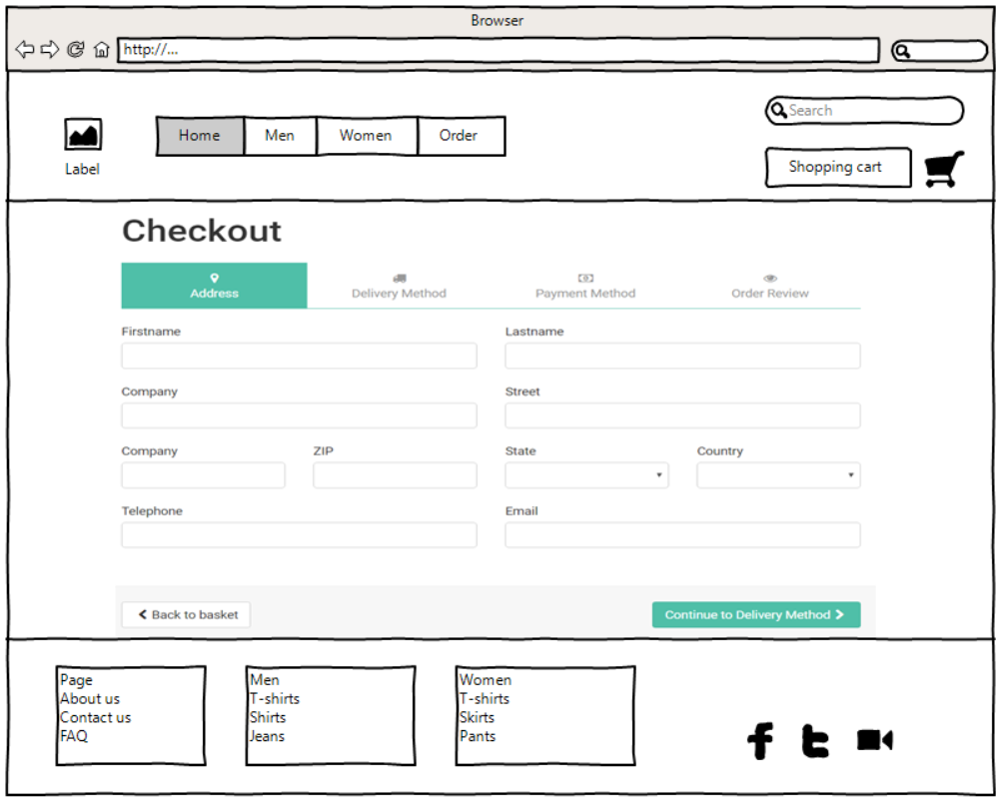 Browser
http://...
Search
Home Men Women Order
Label
Shopping cart
Checkout
Address Delivery Method Payment Method Order Review
Firstname Lastname
Company Street
Company ZIP State Country
Telephone Email
Back to basket Continue to Delivery Method
Page
About us
Contact us
FAQ
Men
T-shirts
Shirts
Jeans
Women
T-shirts
Skirts
Pants